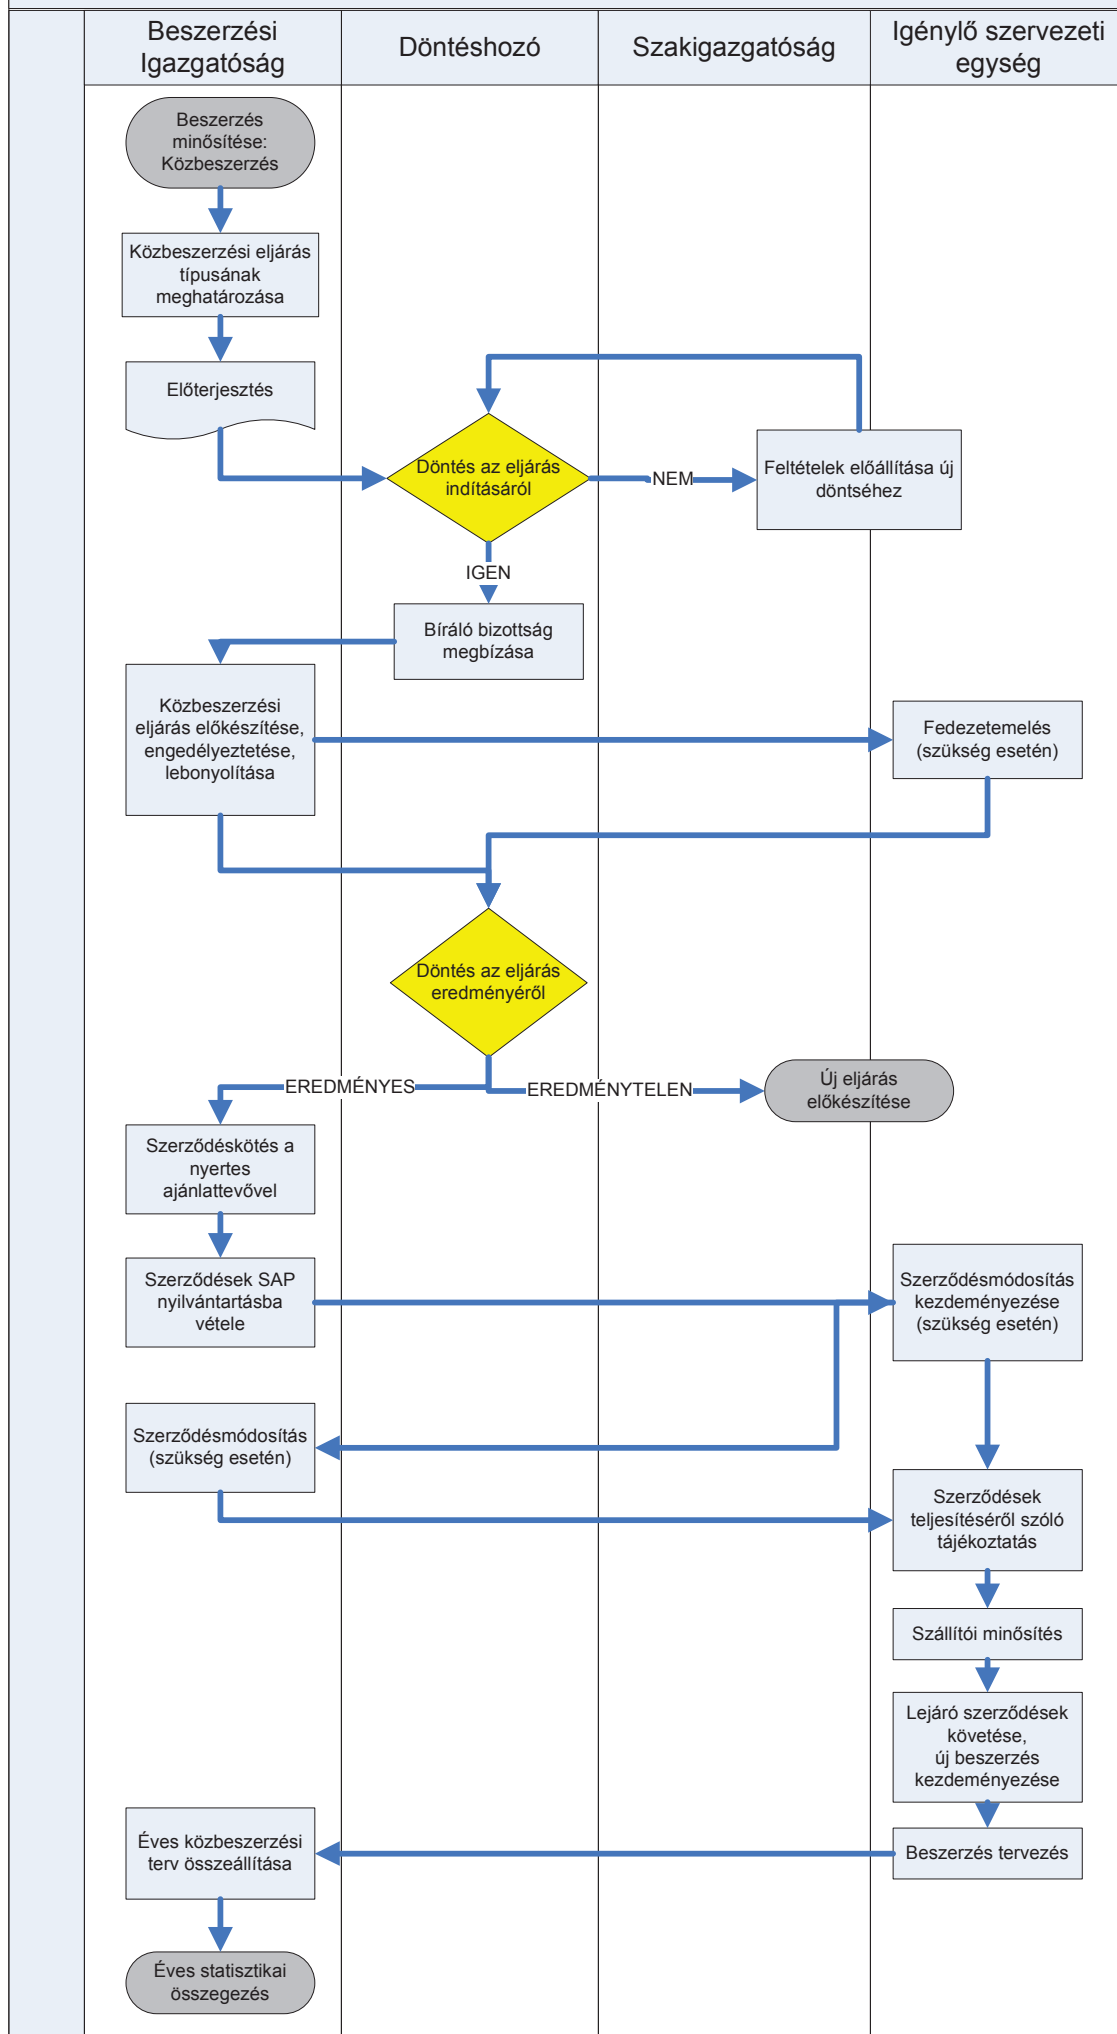 Beszerzési
Igazgatóság
Döntéshozó
Szakigazgatóság
Igénylő szervezeti
egység
Beszerzés
minősítése:
Közbeszerzés
Közbeszerzési eljárás
típusának
meghatározása
Előterjesztés
Döntés az eljárás
indításáról
NEM
Feltételek előállítása új
döntséhez
IGEN
Bíráló bizottság
megbízása
Közbeszerzési
eljárás előkészítése,
engedélyeztetése,
lebonyolítása
Fedezetemelés
(szükség esetén)
Döntés az eljárás
eredményéről
EREDMÉNYES
EREDMÉNYTELEN
Új eljárás
előkészítése
Szerződéskötés a
nyertes
ajánlattevővel
Szerződések SAP
nyilvántartásba
vétele
Szerződésmódosítás
kezdeményezése
(szükség esetén)
Szerződésmódosítás
(szükség esetén)
Szerződések
teljesítéséről szóló
tájékoztatás
Szállítói minősítés
Lejáró szerződések
követése,
új beszerzés
kezdeményezése
Éves közbeszerzési
terv összeállítása
Beszerzés tervezés
Éves statisztikai
összegezés